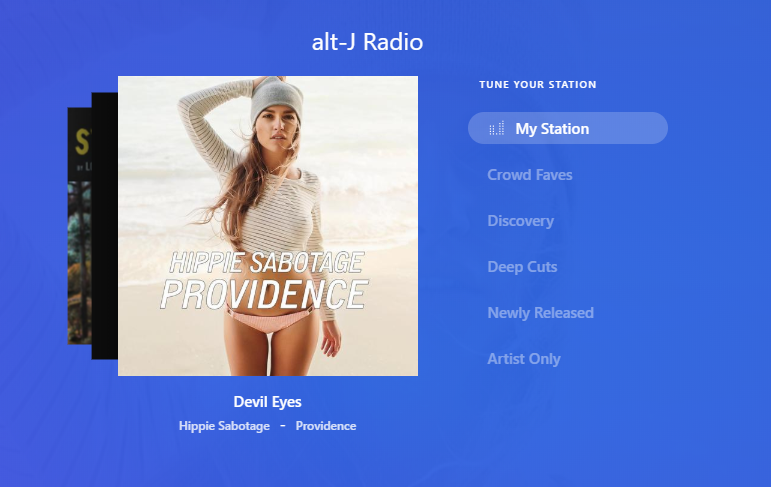 alt-J Radio
HIPPIE SABOTAGE
PROVIDENCE
Devil Eyes
Hippie Sabotage - Providence
TUNE YOUR STATION
My Station
Crowd Faves
Discovery
Deep Cuts
Newly Released
Artist Only